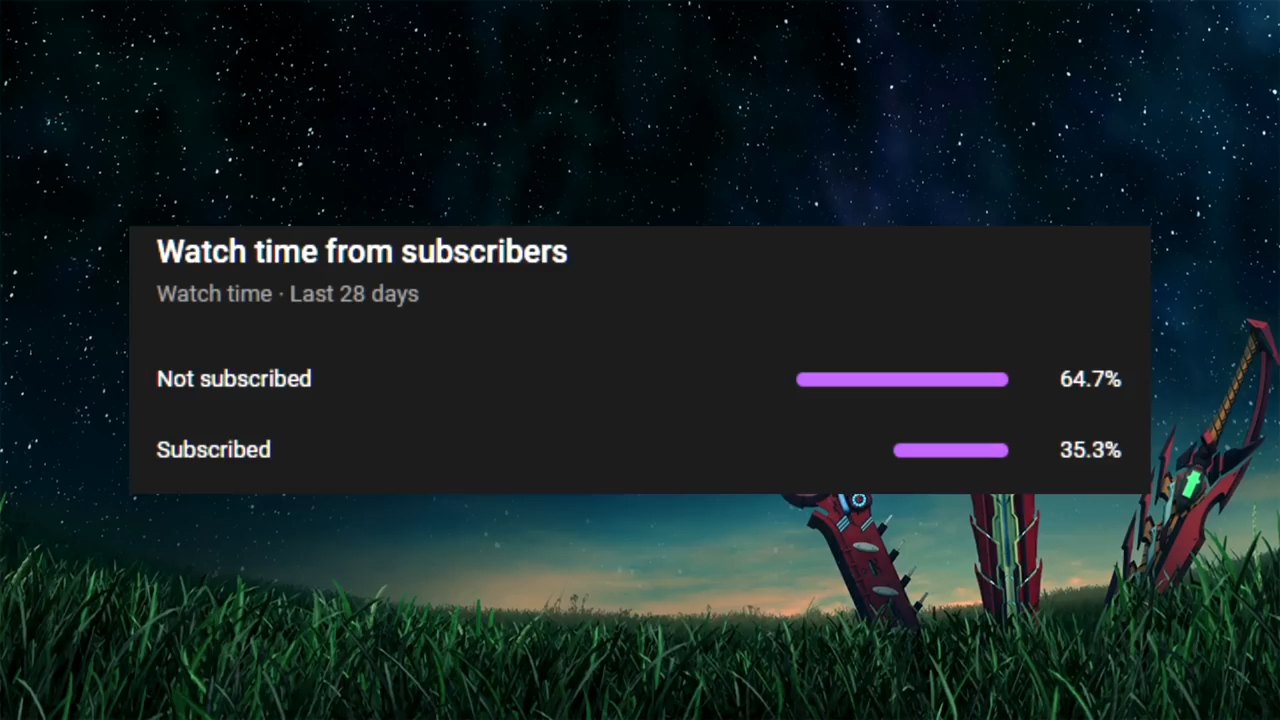 Watch time from subscribers
Watch time · Last 28 days
Not subscribed 64.7%
Subscribed 35.3%